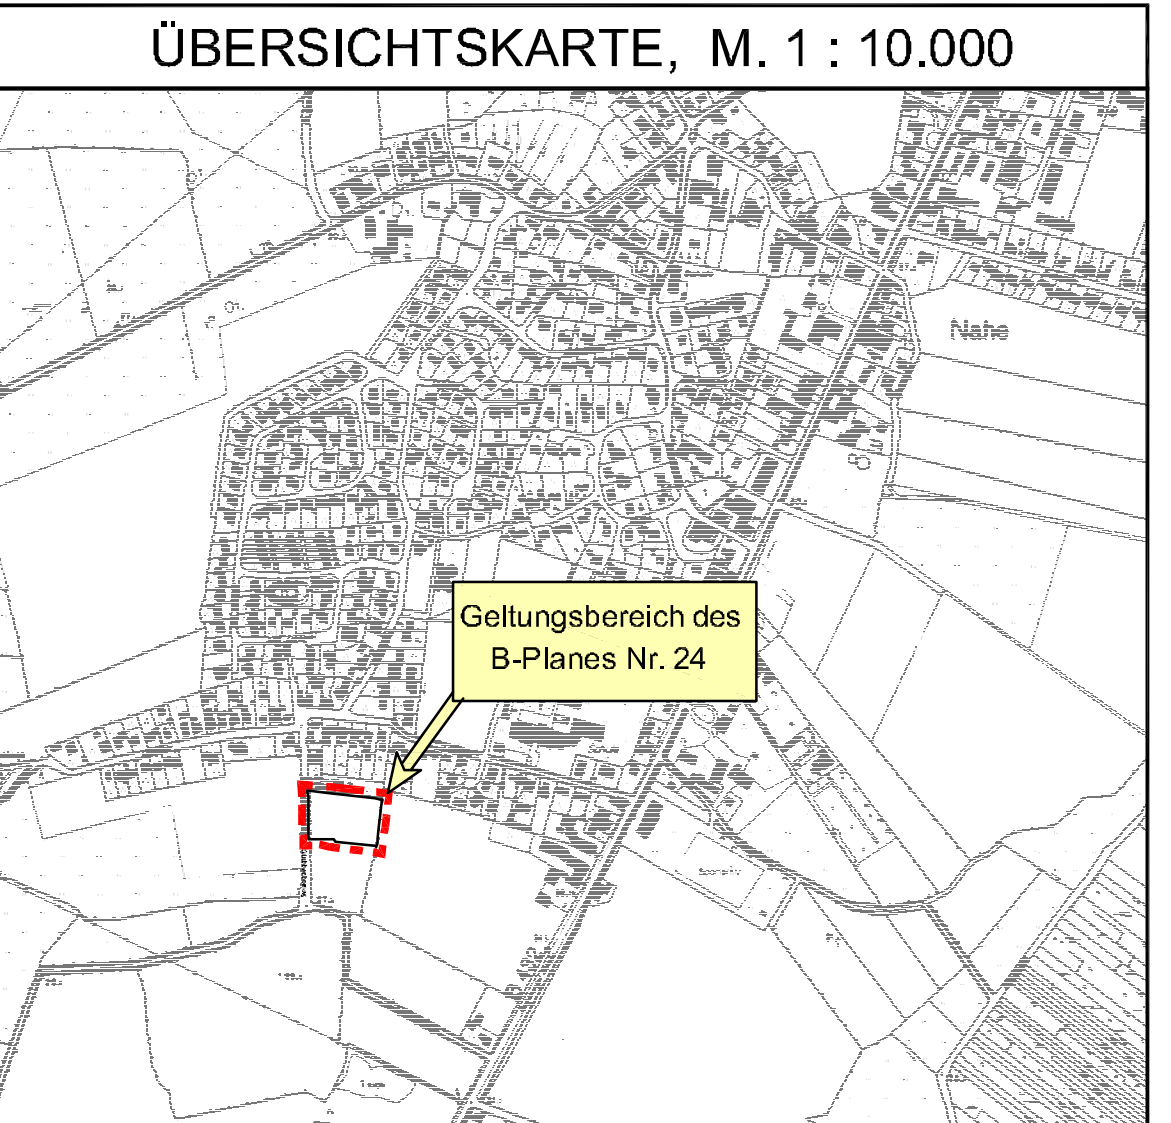 ÜBERSICHTSKARTE, M. 1 : 10.000
Nahe
Geltungsbereich des
B-Planes Nr. 24